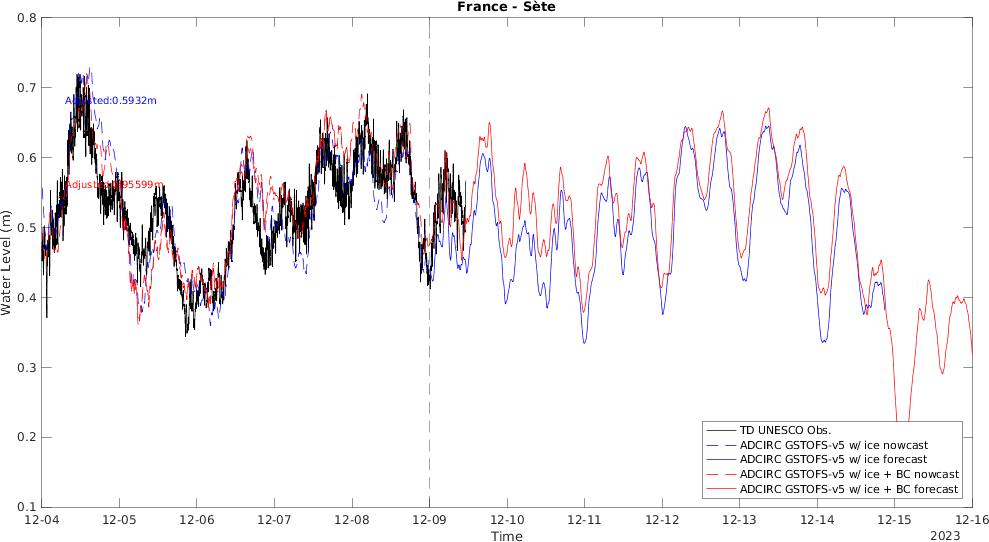 France - Sète
0.8
0.7
0.6
0.5
0.4
0.3
0.2
0.1
Water Level (m)
Adjusted:0.5932m
TD UNESCO Obs.
ADCIRC GSTOFS-v5 w/ ice nowcast
ADCIRC GSTOFS-v5 w/ ice forecast
ADCIRC GSTOFS-v5 w/ ice + BC nowcast
ADCIRC GSTOFS-v5 w/ ice + BC forecast
12-04 12-05 12-06 12-07 12-08 12-09 12-10 12-11 12-12 12-13 12-14 12-15 12-16
Time
2023